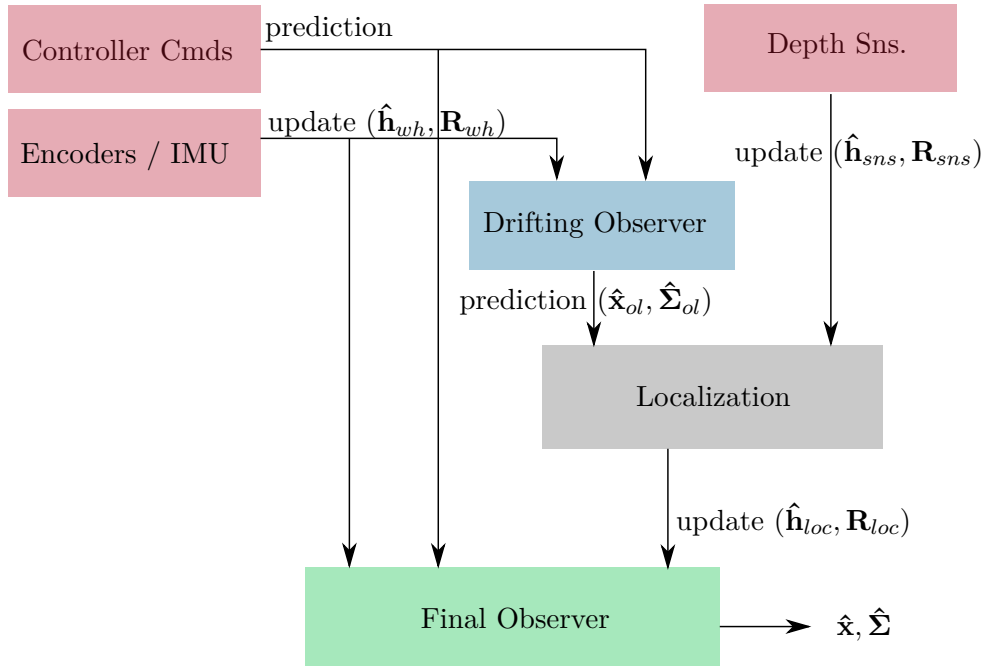 Controller Cmds
prediction
Depth Sns.
Encoders / IMU
update (ĥ_wh, R_wh)
update (ĥ_sns, R_sns)
Drifting Observer
prediction (x̂_ol, Σ̂_ol)
Localization
update (ĥ_loc, R_loc)
Final Observer
x̂, Σ̂